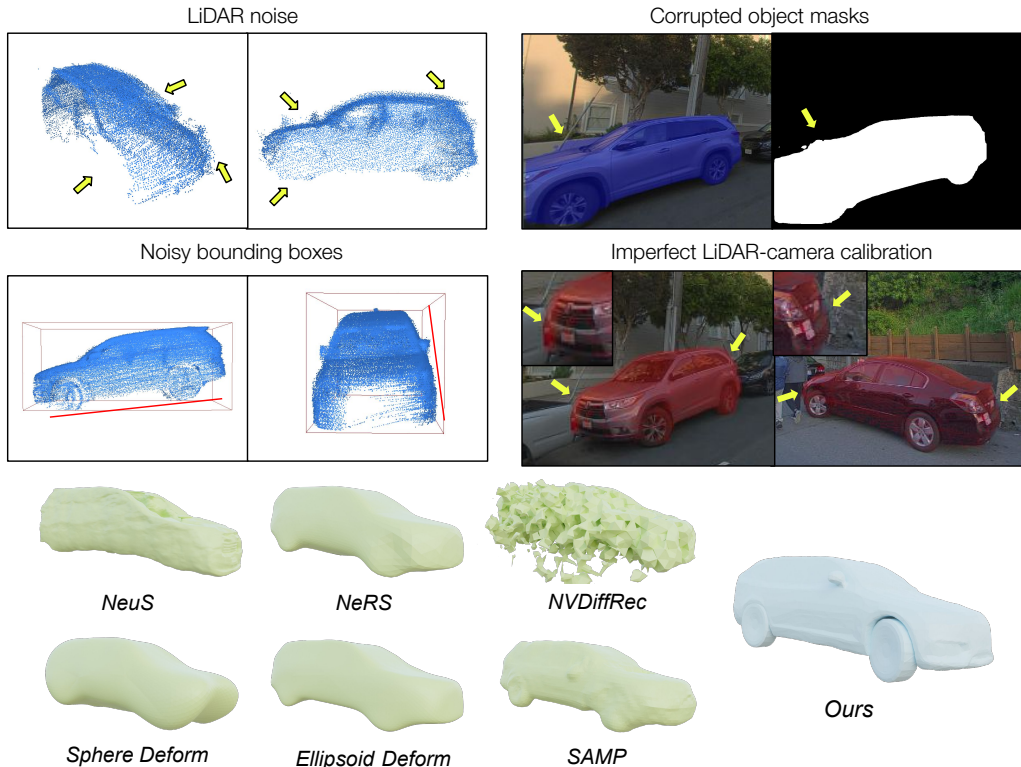 LiDAR noise
Corrupted object masks
Noisy bounding boxes
Imperfect LiDAR-camera calibration
NeuS
NeRS
NVDiffRec
Ours
Sphere Deform
Ellipsoid Deform
SAMP